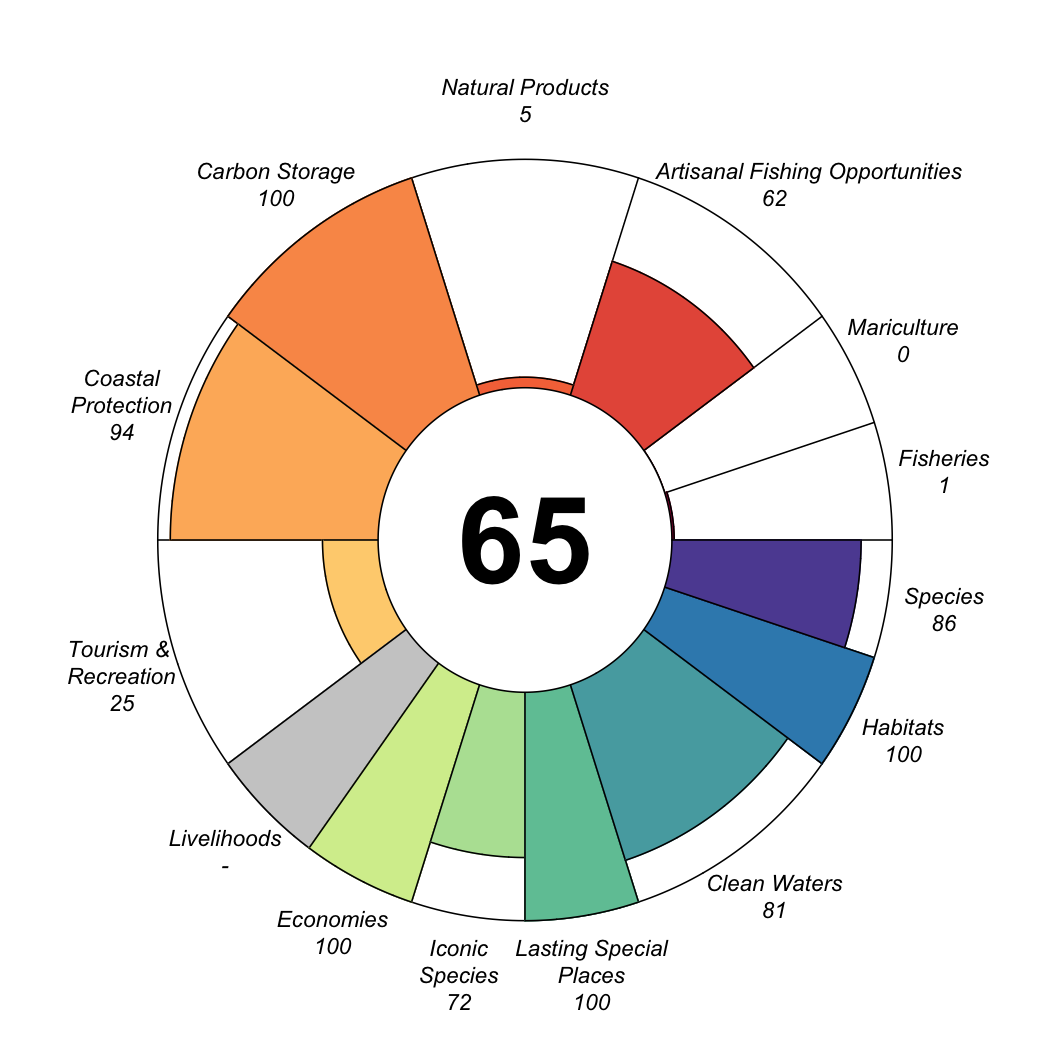 Natural Products
5
Artisanal Fishing Opportunities
62
Carbon Storage
100
Mariculture
0
Coastal
Protection
94
Fisheries
1
65
Species
86
Tourism &
Recreation
25
Habitats
100
Livelihoods
-
Clean Waters
81
Economies
100
Iconic
Species
72
Lasting Special
Places
100